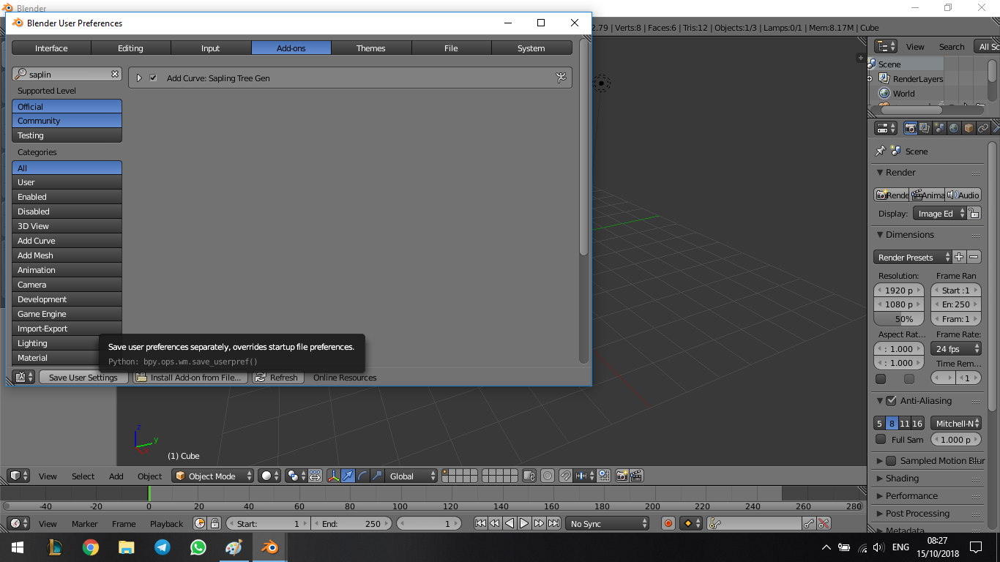 Blender
Blender User Preferences
2.79 | Verts:8 | Faces:6 | Tris:12 | Objects:1/3 | Lamps:0/1 | Mem:8.17M | Cube
Interface Editing Input Add-ons Themes File System
saplin
Add Curve: Sapling Tree Gen
Supported Level
Official
Community
Testing
Categories
All
User
Enabled
Disabled
3D View
Add Curve
Add Mesh
Animation
Camera
Development
Game Engine
Import-Export
Lighting
Material
Save user preferences separately, overrides startup file preferences.
Python: bpy.ops.wm.save_userpref()
Save User Settings Install Add-on from File... Refresh Online Resources
View Search All Sc
Scene
RenderLayers
World
Scene
Render
Rende Anima Audio
Display: Image Ed
Dimensions
Render Presets
Resolution: Frame Ran
1920 p Start :1
1080 p En: 250
50% Fram: 1
Aspect Rat... Frame Rate:
: 1.000 24 fps
: 1.000 Time Rem...
1
Anti-Aliasing
5 8 11 16 Mitchell-N
Full Sam 1.000 p
Sampled Motion Blur
Shading
Performance
Post Processing
Metadata
z
y
x
(1) Cube
View Select Add Object Object Mode Global
-40 -20 0 20 40 60 80 100 120 140 160 180 200 220 240 260 280
View Marker Frame Playback Start: 1 End: 250 1 No Sync
ENG
08:27
15/10/2018